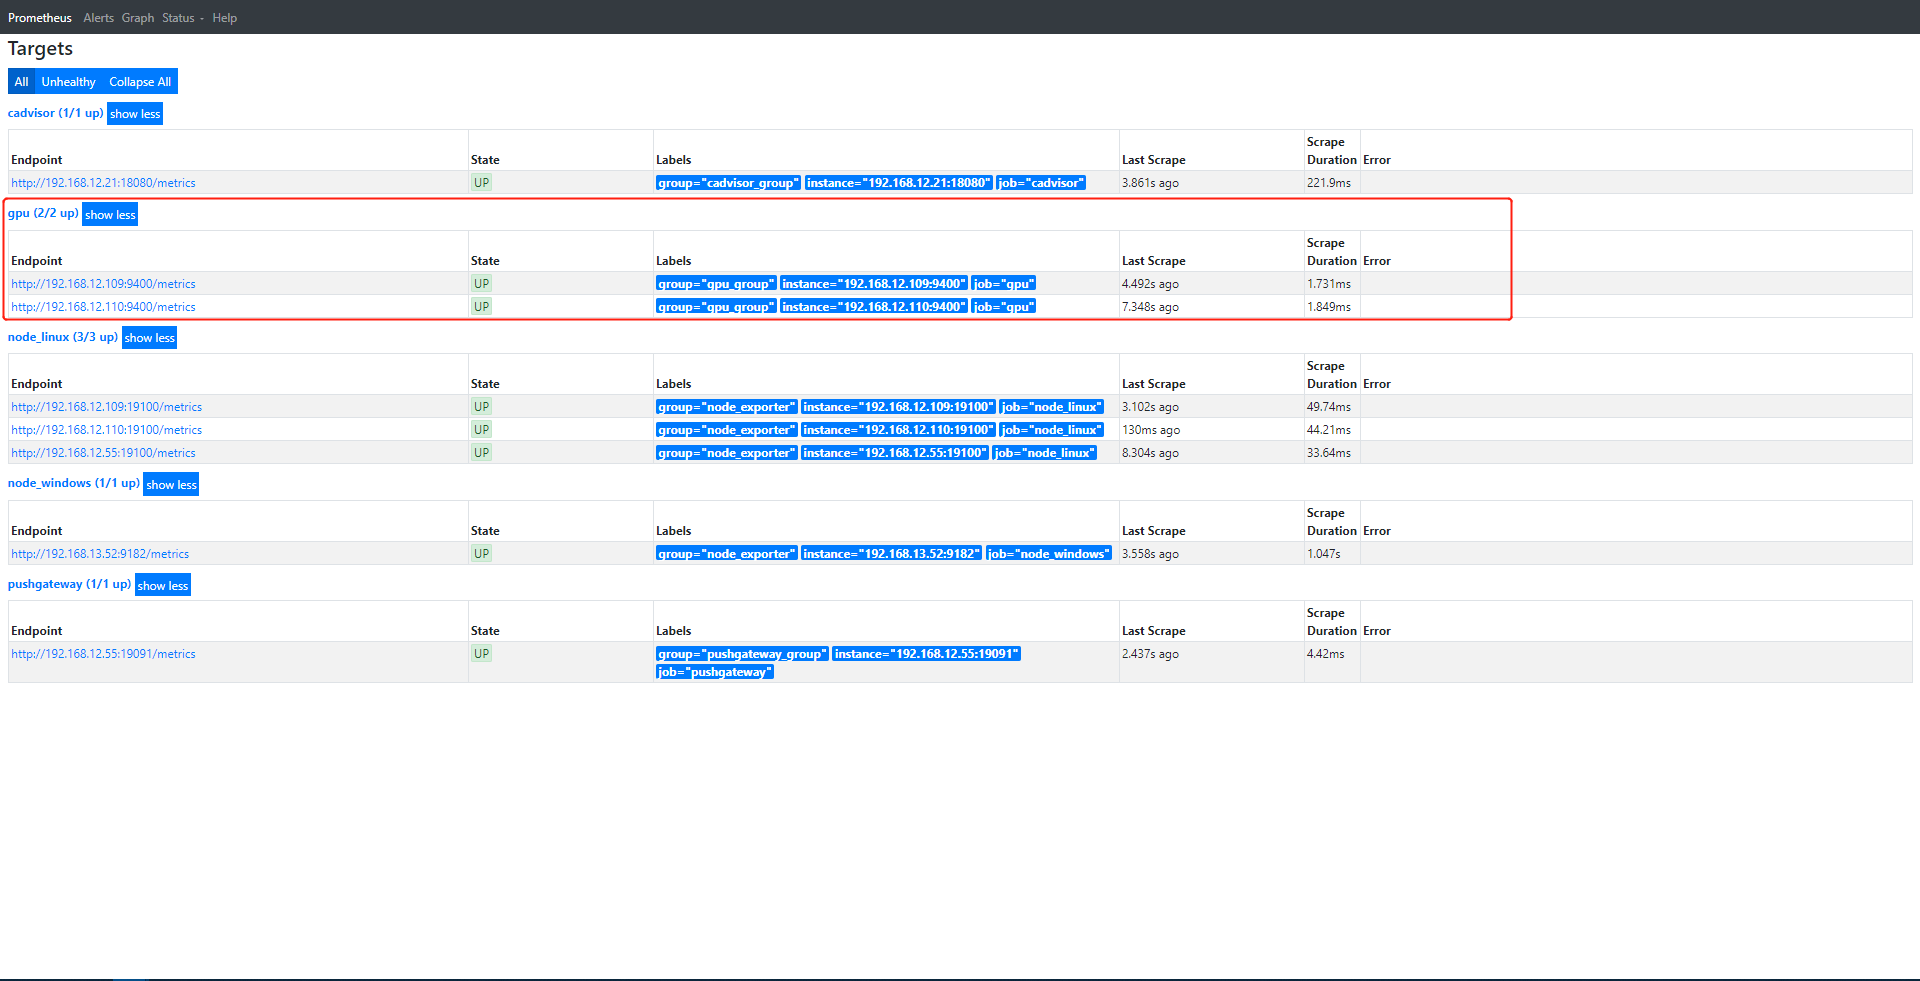 Prometheus Alerts Graph Status - Help
Targets
All Unhealthy Collapse All
cadvisor (1/1 up) show less
Endpoint State Labels Last Scrape Scrape Duration Error
http://192.168.12.21:18080/metrics UP group="cadvisor_group" instance="192.168.12.21:18080" job="cadvisor" 3.861s ago 221.9ms
gpu (2/2 up) show less
Endpoint State Labels Last Scrape Scrape Duration Error
http://192.168.12.109:9400/metrics UP group="gpu_group" instance="192.168.12.109:9400" job="gpu" 4.492s ago 1.731ms
http://192.168.12.110:9400/metrics UP group="gpu_group" instance="192.168.12.110:9400" job="gpu" 7.348s ago 1.849ms
node_linux (3/3 up) show less
Endpoint State Labels Last Scrape Scrape Duration Error
http://192.168.12.109:19100/metrics UP group="node_exporter" instance="192.168.12.109:19100" job="node_linux" 3.102s ago 49.74ms
http://192.168.12.110:19100/metrics UP group="node_exporter" instance="192.168.12.110:19100" job="node_linux" 130ms ago 44.21ms
http://192.168.12.55:19100/metrics UP group="node_exporter" instance="192.168.12.55:19100" job="node_linux" 8.304s ago 33.64ms
node_windows (1/1 up) show less
Endpoint State Labels Last Scrape Scrape Duration Error
http://192.168.13.52:9182/metrics UP group="node_exporter" instance="192.168.13.52:9182" job="node_windows" 3.558s ago 1.047s
pushgateway (1/1 up) show less
Endpoint State Labels Last Scrape Scrape Duration Error
http://192.168.12.55:19091/metrics UP group="pushgateway_group" instance="192.168.12.55:19091" 2.437s ago 4.42ms
job="pushgateway"